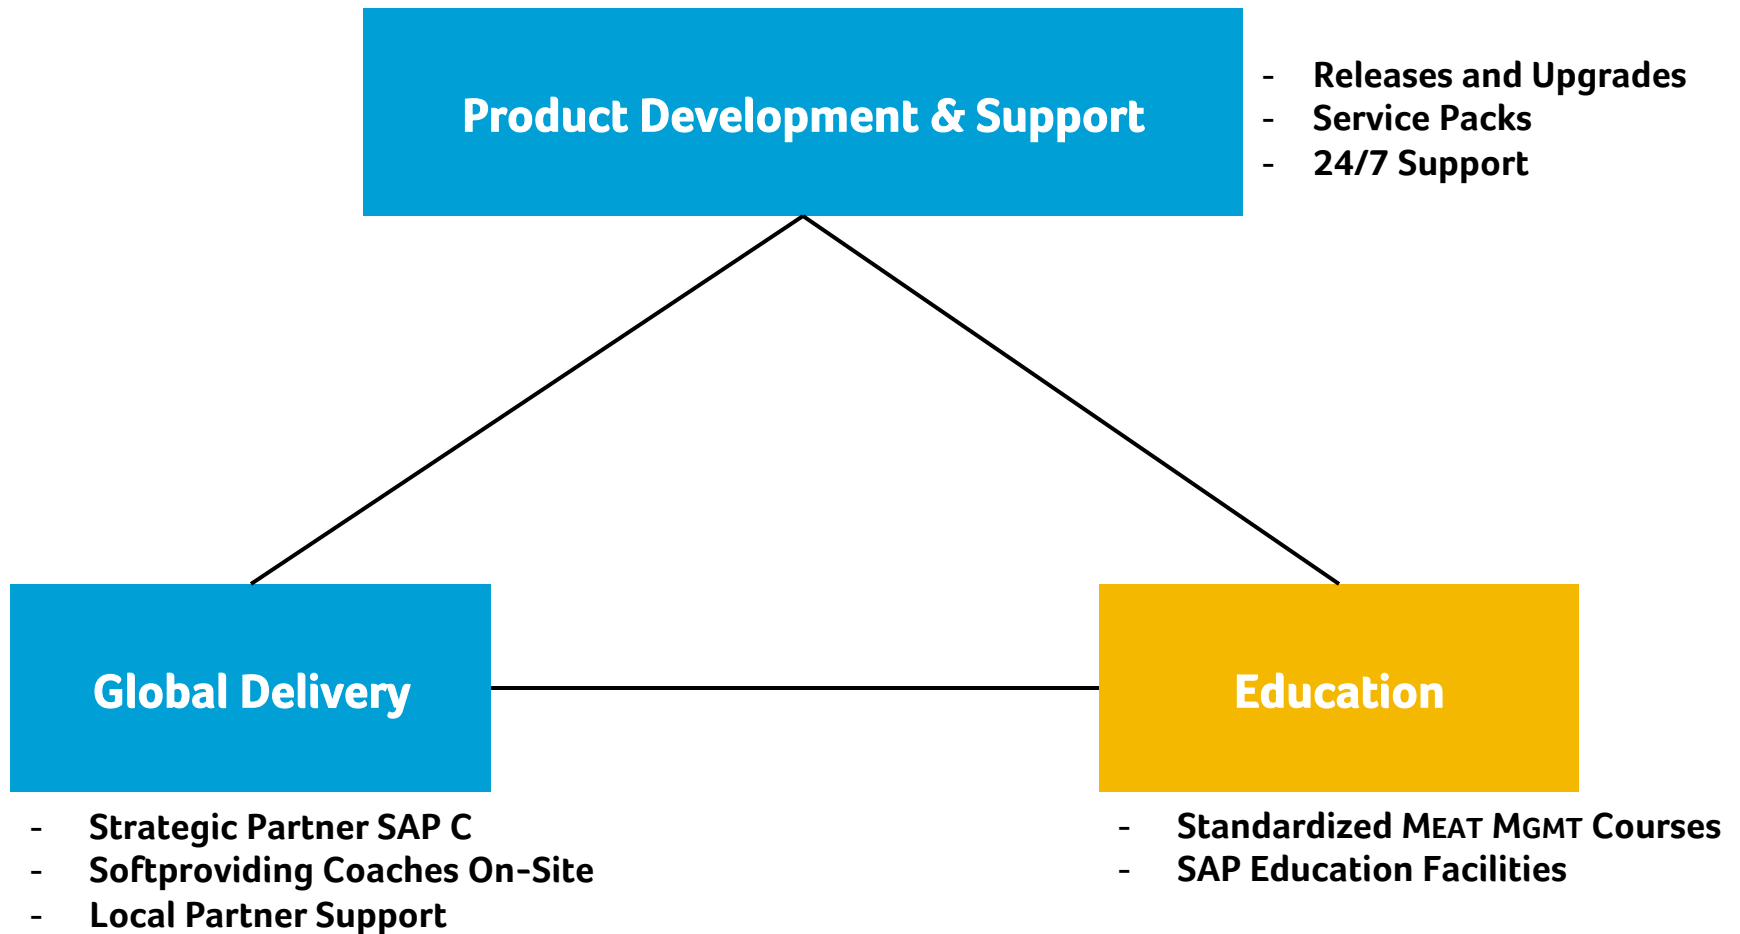 Product Development & Support
- Releases and Upgrades
- Service Packs
- 24/7 Support
Global Delivery
Education
- Strategic Partner SAP C
- Softproviding Coaches On-Site
- Local Partner Support
- Standardized MEAT MGMT Courses
- SAP Education Facilities